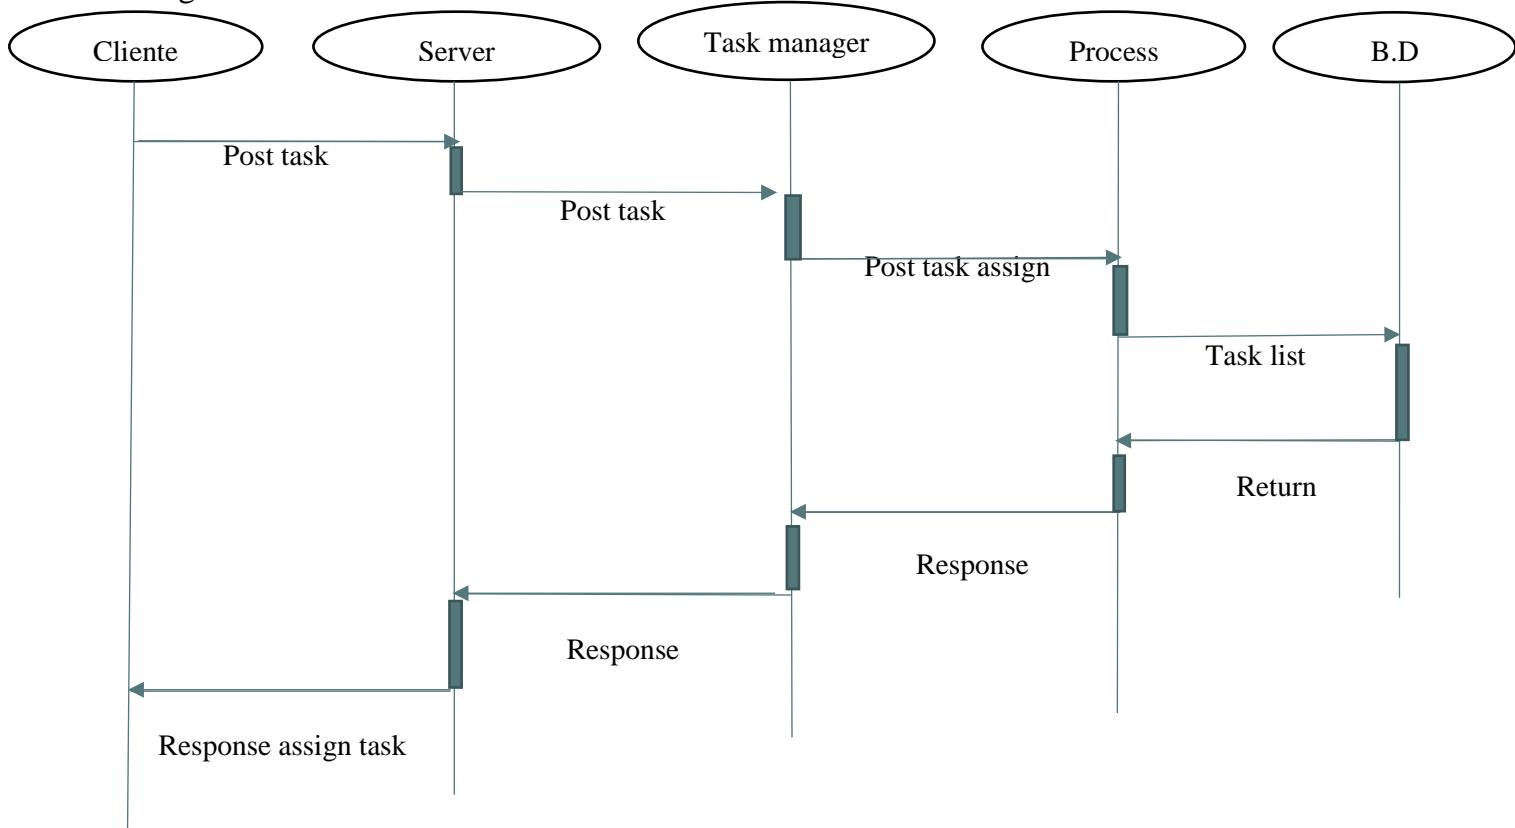 Cliente
Server
Task manager
Process
B.D
Post task
Post task
Post task assign
Task list
Return
Response
Response
Response assign task